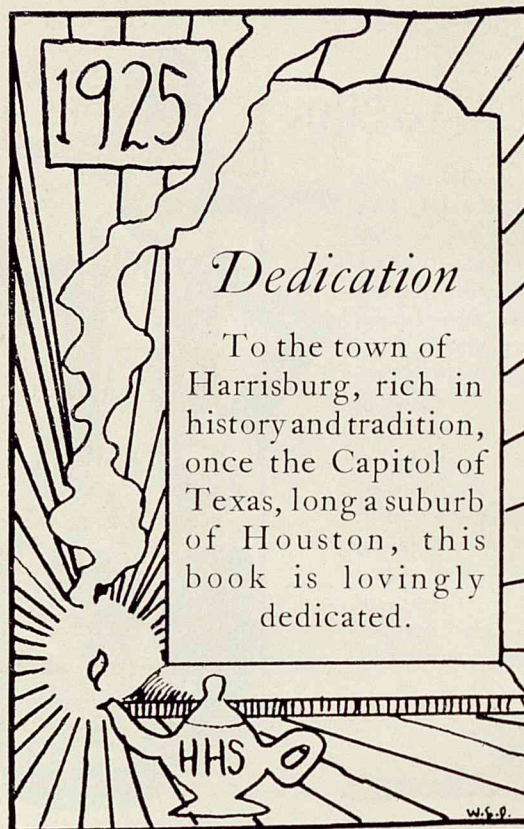 1925
Dedication
To the town of
Harrisburg, rich in
history and tradition,
once the Capitol of
Texas, long a suburb
of Houston, this
book is lovingly
dedicated.
HHS